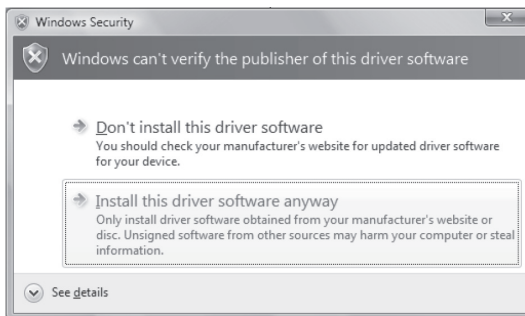 Windows Security
X
Windows can't verify the publisher of this driver software
Don't install this driver software
You should check your manufacturer's website for updated driver software
for your device.
Install this driver software anyway
Only install driver software obtained from your manufacturer's website or
disc. Unsigned software from other sources may harm your computer or steal
information.
See details